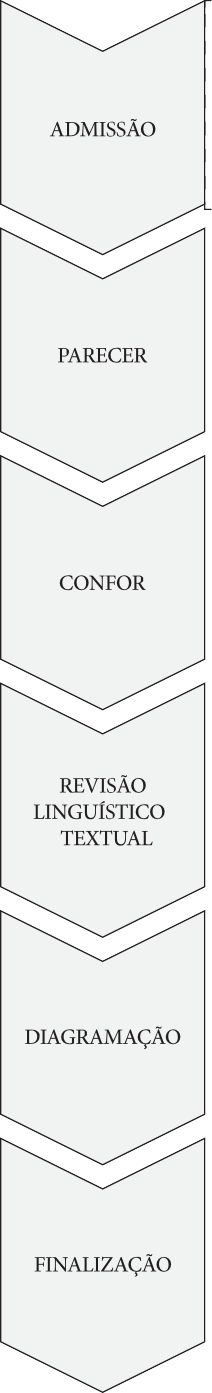 ADMISSÃO
PARECER
CONFOR
REVISÃO
LINGUÍSTICO
TEXTUAL
DIAGRAMAÇÃO
FINALIZAÇÃO